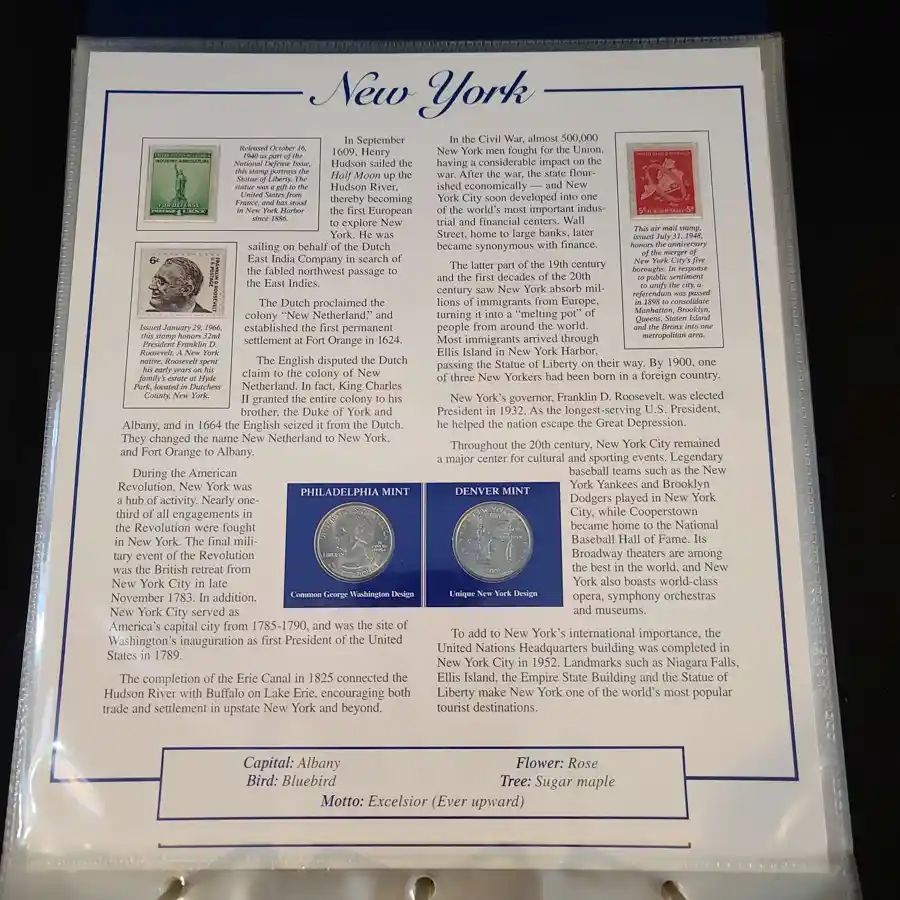 New York
Released October 16,
1940 as part of the
National Defense Issue,
this stamp portrays the
Statue of Liberty. The
statue was a gift to the
United States from
France, and has stood
in New York Harbor
since 1886.
INDUSTRY AGRICULTURE
FOR DEFENSE
6c
FRANKLIN D. ROOSEVELT
U.S. POSTAGE
Issued January 29, 1966,
this stamp honors 32nd
President Franklin D.
Roosevelt. A New York
native, Roosevelt spent
his early years on his
family's estate at Hyde
Park, located in Dutchess
County, New York.
In September
1609, Henry
Hudson sailed the
Half Moon up the
Hudson River,
thereby becoming
the first European
to explore New
York. He was
sailing on behalf of the Dutch
East India Company in search of
the fabled northwest passage to
the East Indies.
The Dutch proclaimed the
colony "New Netherland," and
established the first permanent
settlement at Fort Orange in 1624.
The English disputed the Dutch
claim to the colony of New
Netherland. In fact, King Charles
II granted the entire colony to his
brother, the Duke of York and
Albany, and in 1664 the English seized it from the Dutch.
They changed the name New Netherland to New York,
and Fort Orange to Albany.
During the American
Revolution, New York was
a hub of activity. Nearly one-
third of all engagements in
the Revolution were fought
in New York. The final mili-
tary event of the Revolution
was the British retreat from
New York City in late
November 1783. In addition,
New York City served as
America's capital city from 1785-1790, and was the site of
Washington's inauguration as first President of the United
States in 1789.
The completion of the Erie Canal in 1825 connected the
Hudson River with Buffalo on Lake Erie, encouraging both
trade and settlement in upstate New York and beyond.
PHILADELPHIA MINT
LIBERTY
Common George Washington Design
DENVER MINT
Unique New York Design
In the Civil War, almost 500,000
New York men fought for the Union,
having a considerable impact on the
war. After the war, the state flour-
ished economically — and New
York City soon developed into one
of the world's most important indus-
trial and financial centers. Wall
Street, home to large banks, later
became synonymous with finance.
The latter part of the 19th century
and the first decades of the 20th
century saw New York absorb mil-
lions of immigrants from Europe,
turning it into a "melting pot" of
people from around the world.
Most immigrants arrived through
Ellis Island in New York Harbor,
passing the Statue of Liberty on their way. By 1900, one
of three New Yorkers had been born in a foreign country.
New York's governor, Franklin D. Roosevelt, was elected
President in 1932. As the longest-serving U.S. President,
he helped the nation escape the Great Depression.
Throughout the 20th century, New York City remained
a major center for cultural and sporting events. Legendary
baseball teams such as the New
York Yankees and Brooklyn
Dodgers played in New York
City, while Cooperstown
became home to the National
Baseball Hall of Fame. Its
Broadway theaters are among
the best in the world, and New
York also boasts world-class
opera, symphony orchestras
and museums.
To add to New York's international importance, the
United Nations Headquarters building was completed in
New York City in 1952. Landmarks such as Niagara Falls,
Ellis Island, the Empire State Building and the Statue of
Liberty make New York one of the world's most popular
tourist destinations.
This air mail stamp,
issued July 31, 1948,
honors the anniversary
of the merger of
New York City's five
boroughs. In response
to public sentiment
to unify the city, a
referendum was passed
in 1898 to consolidate
Manhattan, Brooklyn,
Queens, Staten Island
and the Bronx into one
metropolitan area.
Capital: Albany
Flower: Rose
Bird: Bluebird
Tree: Sugar maple
Motto: Excelsior (Ever upward)